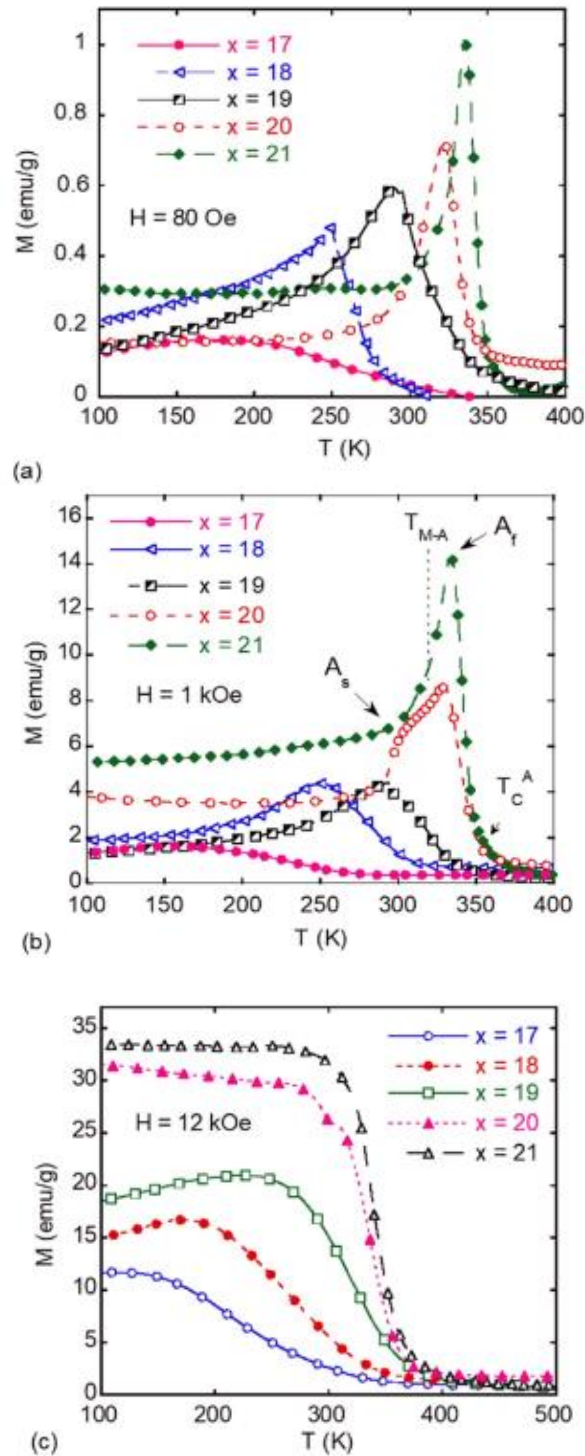 1
0.8
0.6
0.4
0.2
0
M (emu/g)
x = 17
x = 18
x = 19
x = 20
x = 21
H = 80 Oe
100 150 200 250 300 350 400
T (K)
(a)
16
14
12
10
8
6
4
2
0
M (emu/g)
x = 17
x = 18
x = 19
x = 20
x = 21
H = 1 kOe
T_M-A
A_f
A_s
T_C^A
100 150 200 250 300 350 400
T (K)
(b)
35
30
25
20
15
10
5
0
M (emu/g)
H = 12 kOe
x = 17
x = 18
x = 19
x = 20
x = 21
100 200 300 400 500
T (K)
(c)